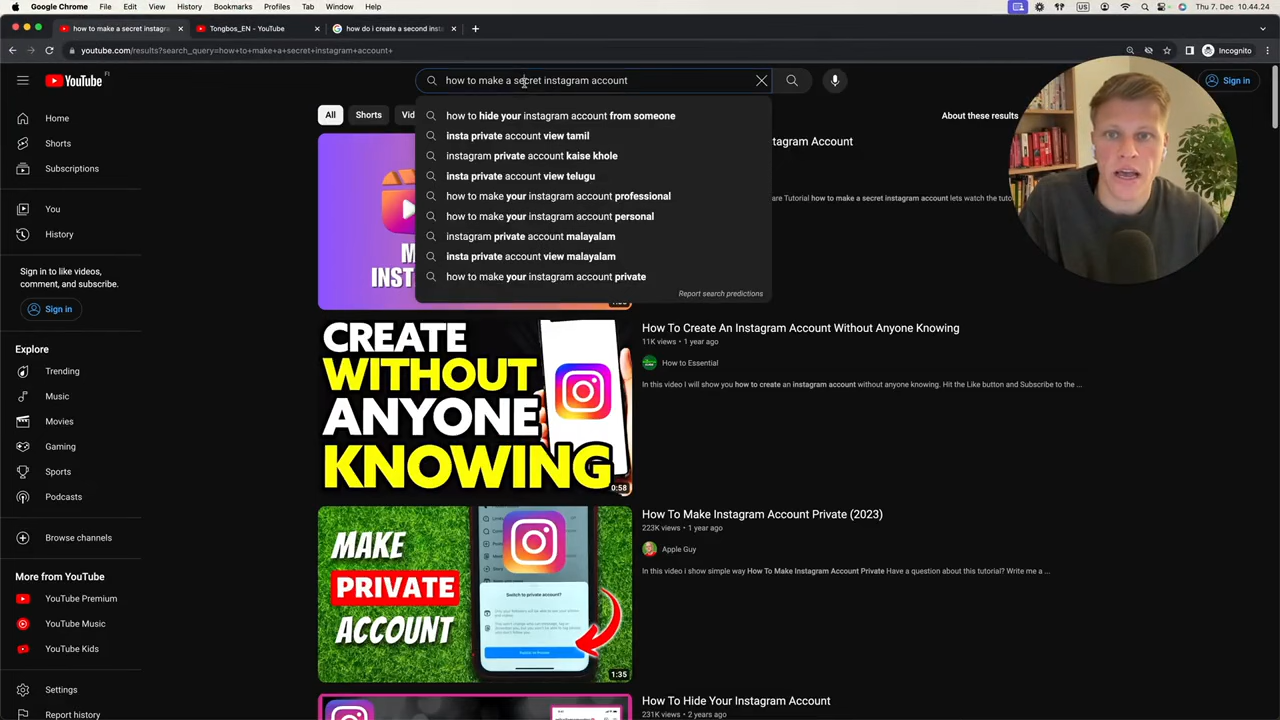 Google Chrome File Edit View History Bookmarks Profiles Tab Window Help
US
Thu 7. Dec 10.44.24
how to make a secret instagra
Tongbos_EN - YouTube
how do i create a second inst
youtube.com/results?search_query=how+to+make+a+secret+instagram+account+
Incognito
YouTube FI
how to make a secret instagram account
Sign in
Home
Shorts
Subscriptions
You
History
Sign in to like videos,
comment, and subscribe.
Sign in
Explore
Trending
Music
Movies
Gaming
Sports
Podcasts
Browse channels
More from YouTube
YouTube Premium
YouTube Music
YouTube Kids
Settings
Report history
All Shorts Vid
About these results
how to hide your instagram account from someone
insta private account view tamil
instagram private account kaise khole
insta private account view telugu
how to make your instagram account professional
how to make your instagram account personal
instagram private account malayalam
insta private account view malayalam
how to make your instagram account private
Report search predictions
tagram Account
are Tutorial how to make a secret instagram account lets watch the tuto
M
INST
CREATE
WITHOUT
ANYONE
KNOWING
0:58
How To Create An Instagram Account Without Anyone Knowing
11K views • 1 year ago
How to Essential
In this video I will show you how to create an instagram account without anyone knowing. Hit the Like button and Subscribe to the ...
MAKE
PRIVATE
ACCOUNT
Switch to private account?
1:35
How To Make Instagram Account Private (2023)
223K views • 1 year ago
Apple Guy
In this video i show simple way How To Make Instagram Account Private Have a question about this tutorial? Write me a ...
How To Hide Your Instagram Account
231K views • 2 years ago